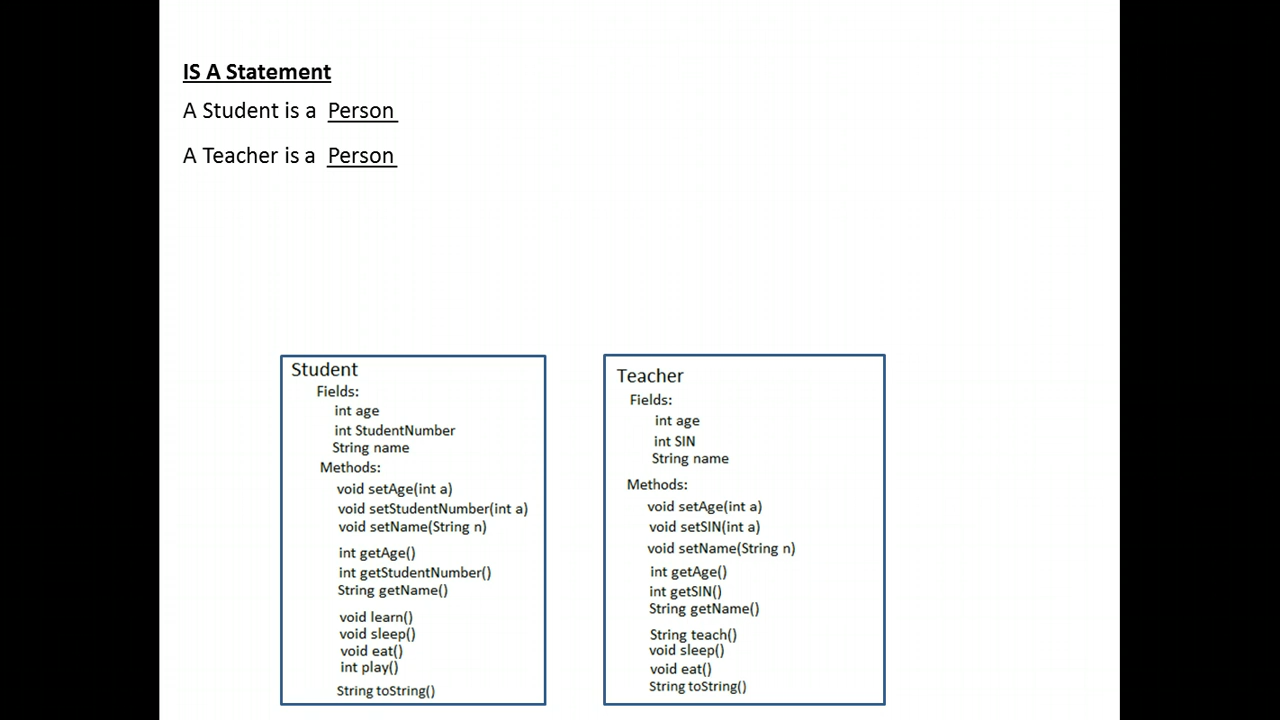 IS A Statement
A Student is a Person
A Teacher is a Person
Student
Fields:
int age
int StudentNumber
String name
Methods:
void setAge(int a)
void setStudentNumber(int a)
void setName(String n)
int getAge()
int getStudentNumber()
String getName()
void learn()
void sleep()
void eat()
int play()
String toString()
Teacher
Fields:
int age
int SIN
String name
Methods:
void setAge(int a)
void setSIN(int a)
void setName(String n)
int getAge()
int getSIN()
String getName()
String teach()
void sleep()
void eat()
String toString()